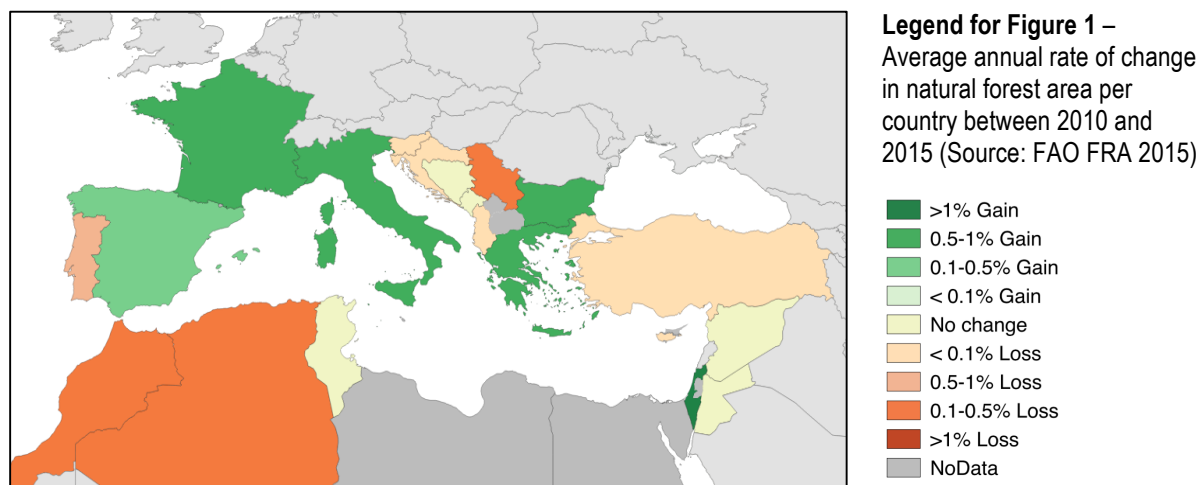 Legend for Figure 1 –
Average annual rate of change
in natural forest area per
country between 2010 and
2015 (Source: FAO FRA 2015)
>1% Gain
0.5-1% Gain
0.1-0.5% Gain
< 0.1% Gain
No change
< 0.1% Loss
0.5-1% Loss
0.1-0.5% Loss
>1% Loss
NoData